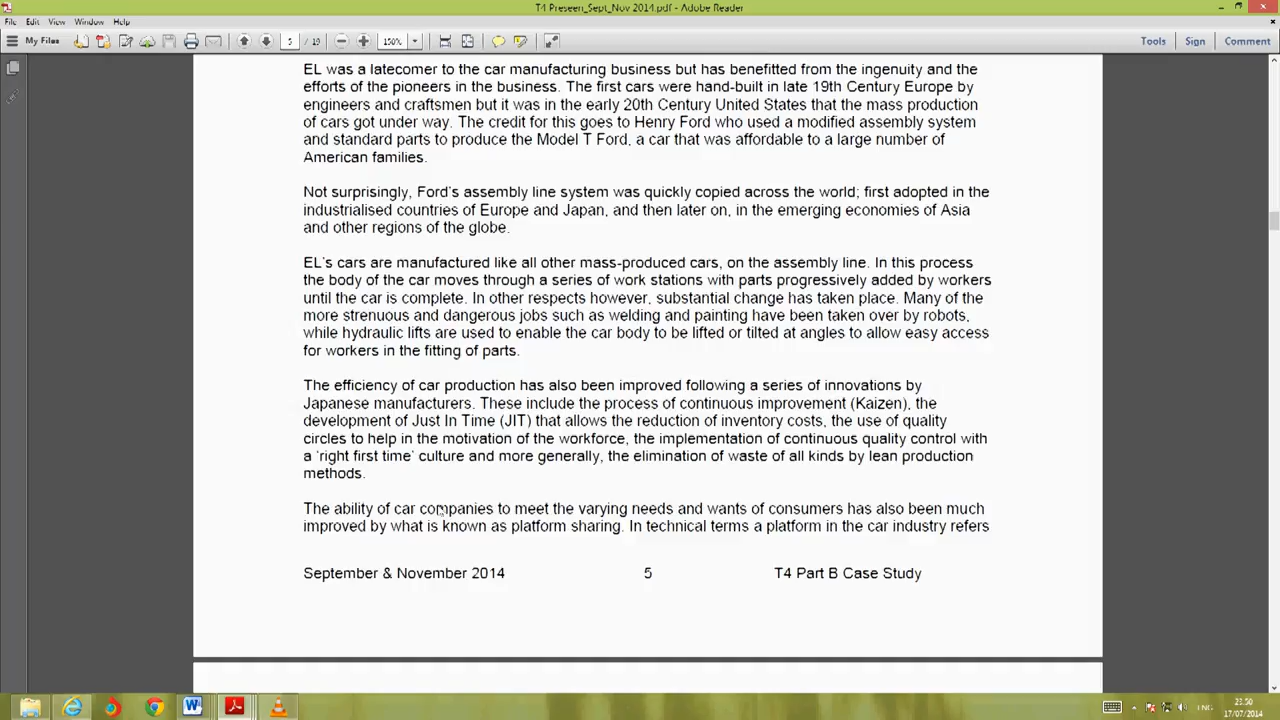 T4 Preseen_Sept_Nov 2014.pdf - Adobe Reader
File Edit View Window Help
My Files 5 / 19 150% Tools Sign Comment
EL was a latecomer to the car manufacturing business but has benefitted from the ingenuity and the
efforts of the pioneers in the business. The first cars were hand-built in late 19th Century Europe by
engineers and craftsmen but it was in the early 20th Century United States that the mass production
of cars got under way. The credit for this goes to Henry Ford who used a modified assembly system
and standard parts to produce the Model T Ford, a car that was affordable to a large number of
American families.
Not surprisingly, Ford's assembly line system was quickly copied across the world; first adopted in the
industrialised countries of Europe and Japan, and then later on, in the emerging economies of Asia
and other regions of the globe.
EL's cars are manufactured like all other mass-produced cars, on the assembly line. In this process
the body of the car moves through a series of work stations with parts progressively added by workers
until the car is complete. In other respects however, substantial change has taken place. Many of the
more strenuous and dangerous jobs such as welding and painting have been taken over by robots,
while hydraulic lifts are used to enable the car body to be lifted or tilted at angles to allow easy access
for workers in the fitting of parts.
The efficiency of car production has also been improved following a series of innovations by
Japanese manufacturers. These include the process of continuous improvement (Kaizen), the
development of Just In Time (JIT) that allows the reduction of inventory costs, the use of quality
circles to help in the motivation of the workforce, the implementation of continuous quality control with
a 'right first time' culture and more generally, the elimination of waste of all kinds by lean production
methods.
The ability of car companies to meet the varying needs and wants of consumers has also been much
improved by what is known as platform sharing. In technical terms a platform in the car industry refers
September & November 2014 5 T4 Part B Case Study
ENG 23:50
17/07/2014